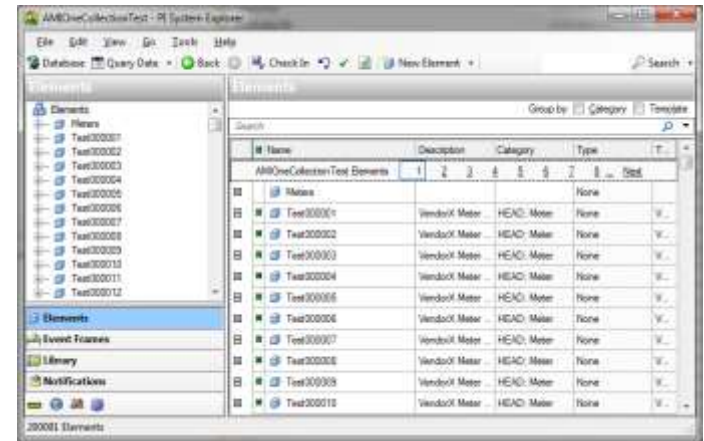 AMIOneCollectionTest - PI System Explorer
File Edit View Go Tools Help
Database Query Date Back Check In New Element Search
Elements
Elements
Meters
Test000001
Test000002
Test000003
Test000004
Test000005
Test000006
Test000007
Test000008
Test000009
Test000010
Test000011
Test000012
Elements
Event Frames
Library
Notifications
Elements
Group by Category Template
Search
Name Description Category Type T...
AMIOneCollectionTest Elements 1 2 3 4 5 6 7 8 ... Next
Meters None
Test000001 VendorX Meter ... HEAD; Meter None V...
Test000002 VendorX Meter ... HEAD; Meter None V...
Test000003 VendorX Meter ... HEAD; Meter None V...
Test000004 VendorX Meter ... HEAD; Meter None V...
Test000005 VendorX Meter ... HEAD; Meter None V...
Test000006 VendorX Meter ... HEAD; Meter None V...
Test000007 VendorX Meter ... HEAD; Meter None V...
Test000008 VendorX Meter ... HEAD; Meter None V...
Test000009 VendorX Meter ... HEAD; Meter None V...
Test000010 VendorX Meter ... HEAD; Meter None V...
200001 Elements